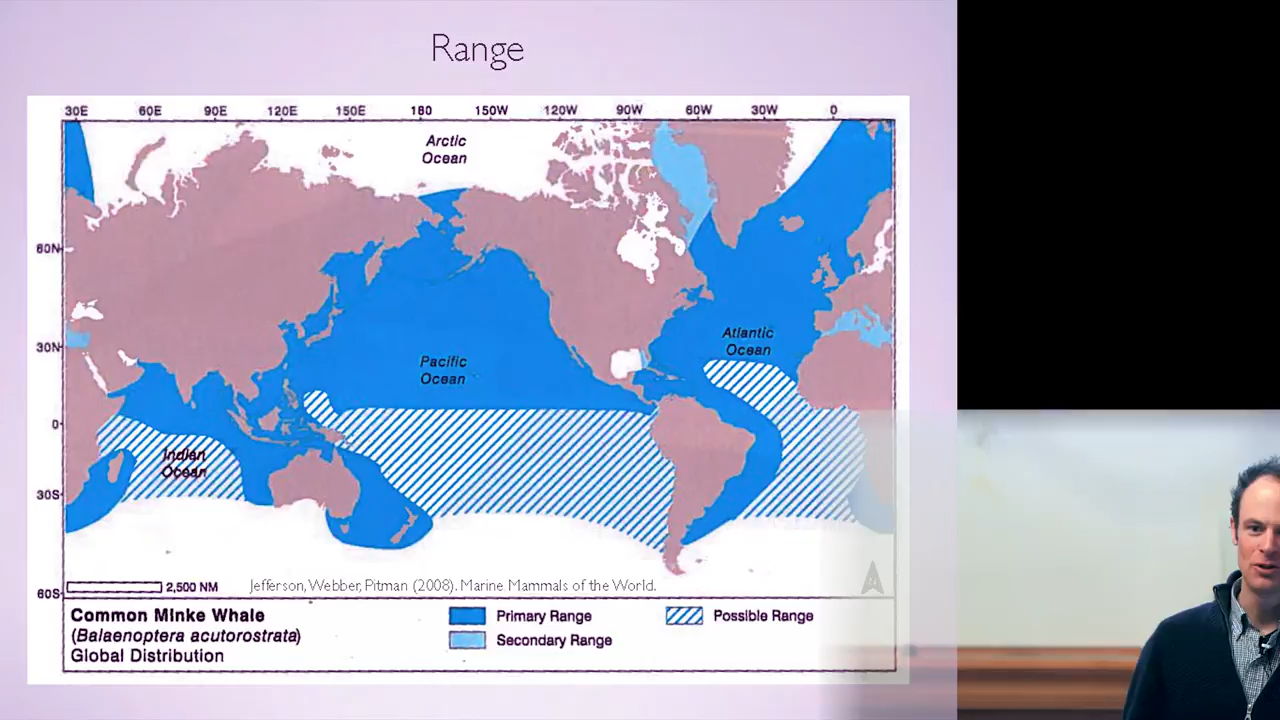 Range
30E 60E 90E 120E 150E 180 150W 120W 90W 60W 30W 0
Arctic
Ocean
60N
30N
Atlantic
Ocean
Pacific
Ocean
0
Indian
Ocean
30S
60S
2,500 NM
Jefferson, Webber, Pitman (2008). Marine Mammals of the World.
Common Minke Whale
(Balaenoptera acutorostrata)
Global Distribution
Primary Range
Secondary Range
Possible Range